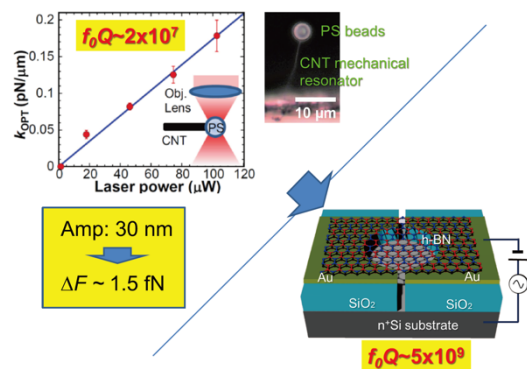 f₀Q~2x10⁷
k_OPT (pN/μm)
0.2
0.15
0.1
0.05
0
0 20 40 60 80 100 120
Laser power (μW)
Obj.
Lens
PS
CNT
PS beads
CNT mechanical
resonator
10 μm
Amp: 30 nm
ΔF ~ 1.5 fN
h-BN
Au
Au
SiO₂
SiO₂
n⁺Si substrate
f₀Q~5x10⁹